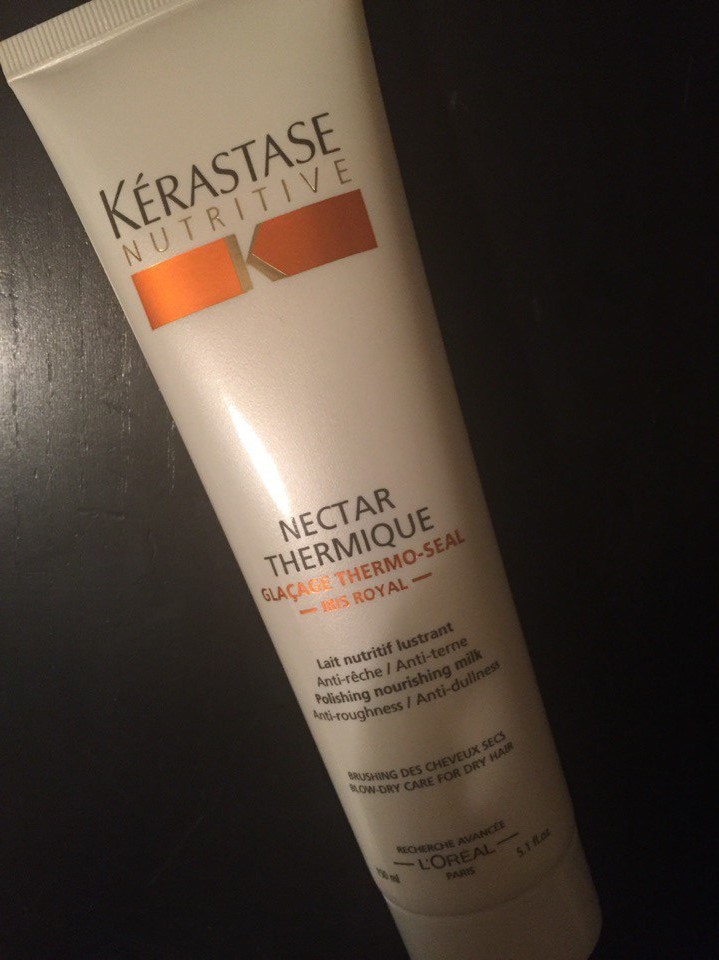 KÉRASTASE
NUTRITIVE
K
NECTAR
THERMIQUE
GLAÇAGE THERMO-SEAL
— IRIS ROYAL —
Lait nutritif lustrant
Anti-rêche / Anti-terne
Polishing nourishing milk
Anti-roughness / Anti-dullness
BRUSHING DES CHEVEUX SECS
BLOW-DRY CARE FOR DRY HAIR
RECHERCHE AVANCÉE
— L'ORÉAL —
PARIS
ml 5.1 fl.oz